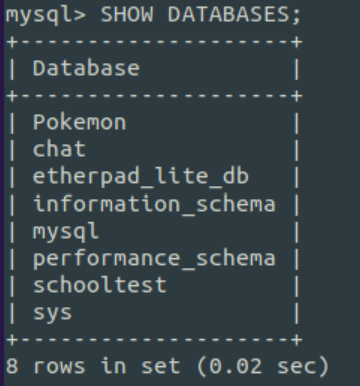 mysql> SHOW DATABASES;
+--------------------+
| Database           |
+--------------------+
| Pokemon            |
| chat               |
| etherpad_lite_db   |
| information_schema |
| mysql              |
| performance_schema |
| schooltest         |
| sys                |
+--------------------+
8 rows in set (0.02 sec)